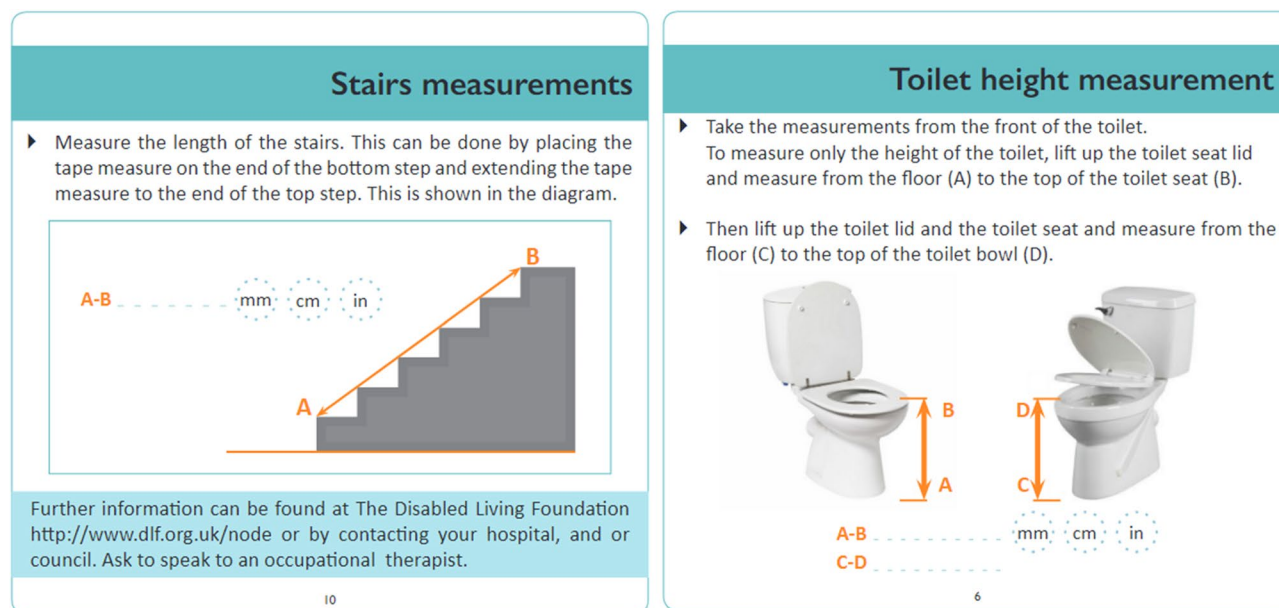 Stairs measurements
Measure the length of the stairs. This can be done by placing the
tape measure on the end of the bottom step and extending the tape
measure to the end of the top step. This is shown in the diagram.
B
A-B
mm cm in
A
Further information can be found at The Disabled Living Foundation
http://www.dlf.org.uk/node or by contacting your hospital, and or
council. Ask to speak to an occupational therapist.
10
Toilet height measurement
Take the measurements from the front of the toilet.
To measure only the height of the toilet, lift up the toilet seat lid
and measure from the floor (A) to the top of the toilet seat (B).
Then lift up the toilet lid and the toilet seat and measure from the
floor (C) to the top of the toilet bowl (D).
B D
A C
A-B
mm cm in
C-D
6